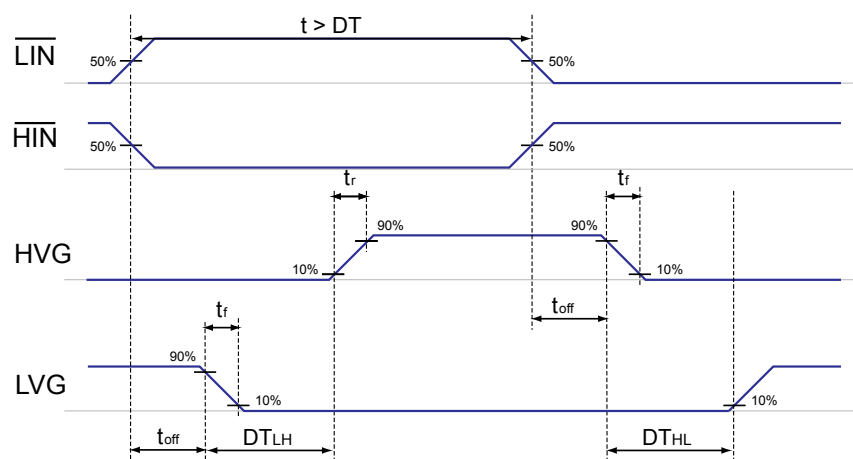 t > DT
LIN
50%
50%
HIN
50%
50%
tr
tf
HVG
90%
90%
10%
10%
tf
toff
LVG
90%
10%
10%
toff
DTLH
DTHL